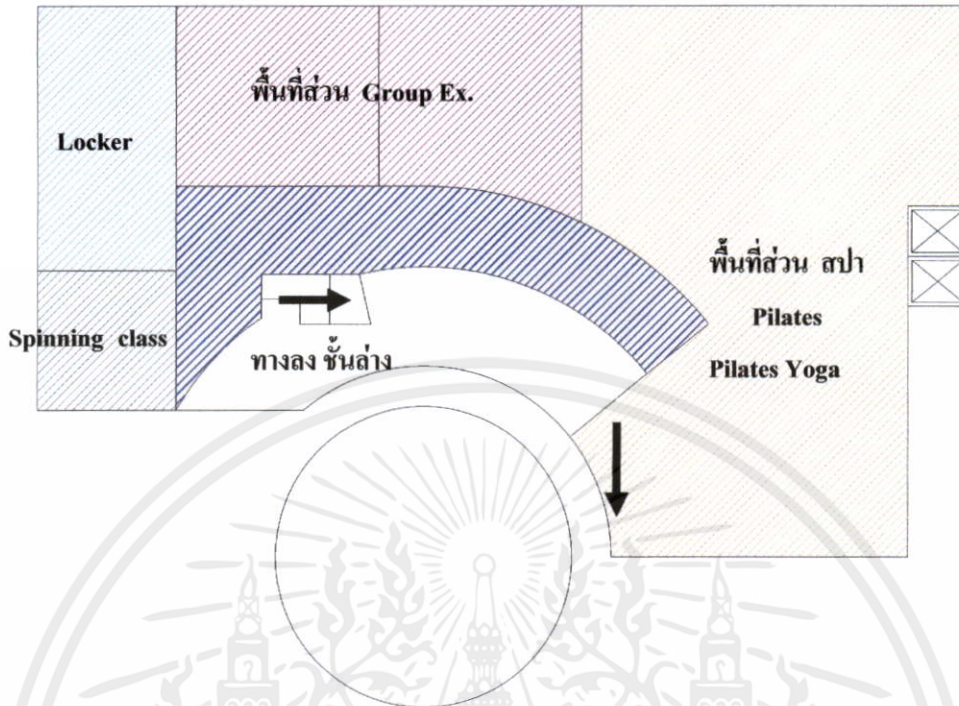 พื้นที่ส่วน Group Ex.
Locker
พื้นที่ส่วน สปา
Pilates
Pilates Yoga
Spinning class
ทางลง ชั้นล่าง